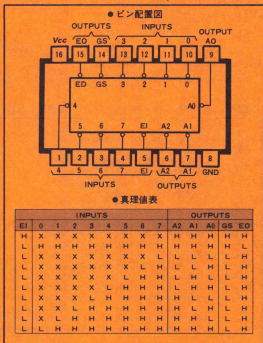 ● ピン配置図
OUTPUTS INPUTS OUTPUT
Vcc EO GS 3 2 1 0 A0
16 15 14 13 12 11 10 9
EO GS 3 2 1 0
4 A0
5 6 7 EI A2 A1
1 2 3 4 5 6 7 8
4 5 6 7 EI A2 A1 GND
INPUTS OUTPUTS
● 真理値表
INPUTS OUTPUTS
EI 0 1 2 3 4 5 6 7 A2 A1 A0 GS EO
H X X X X X X X X H H H H H
L H H H H H H H H H H H H L
L X X X X X X X L L L L L H
L X X X X X X L H L L H L H
L X X X X X L H H L H L L H
L X X X X L H H H L H H L H
L X X X L H H H H H L L L H
L X X L H H H H H H L H L H
L X L H H H H H H H H L L H
L L H H H H H H H H H H L H